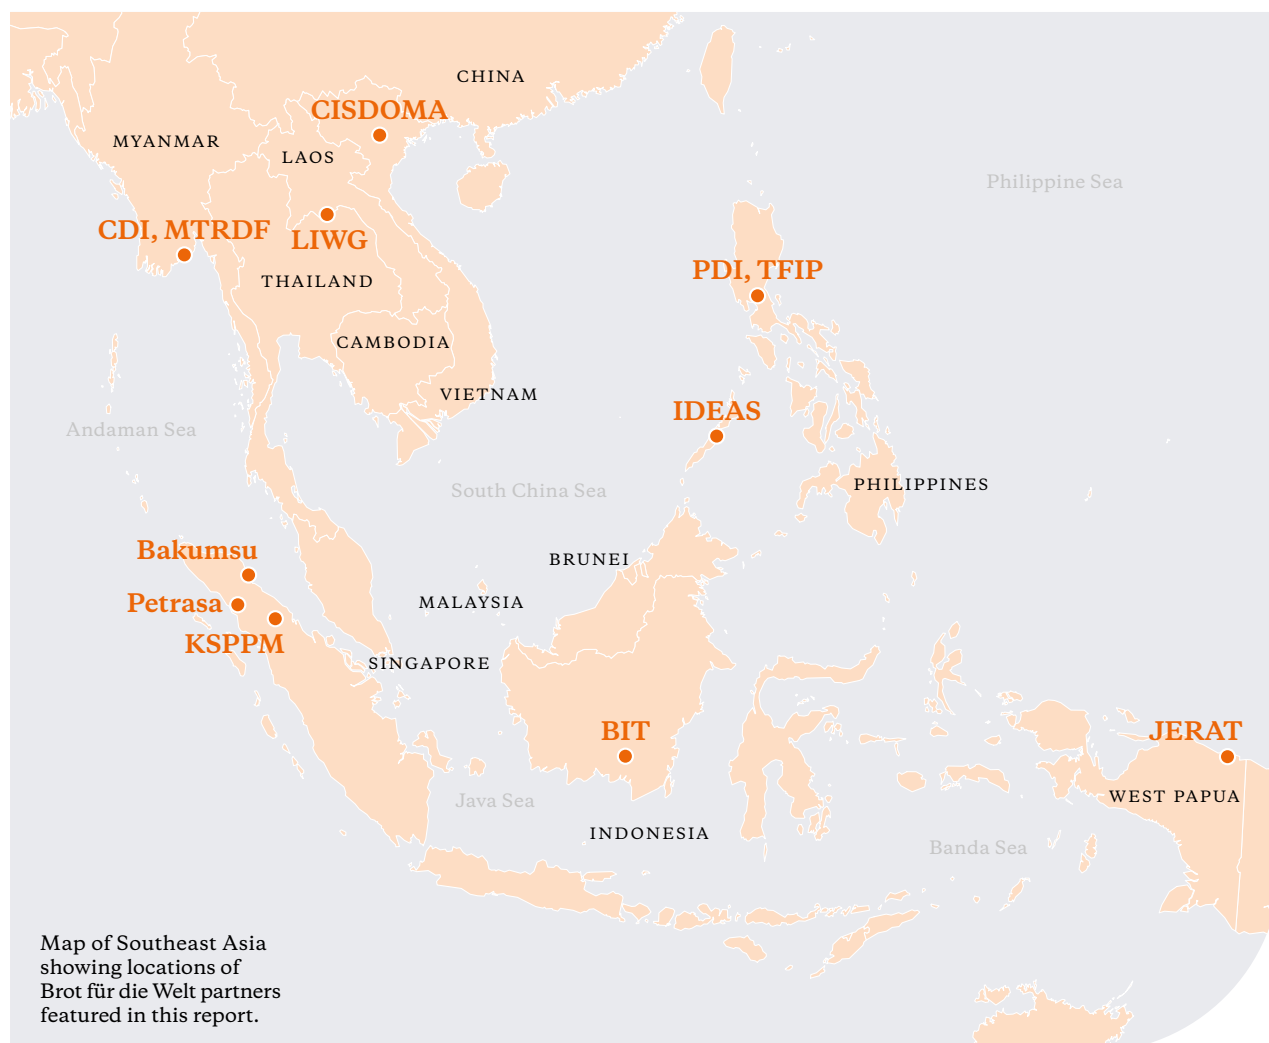 CHINA
CISDOMA
MYANMAR
LAOS
Philippine Sea
CDI, MTRDF
LIWG
THAILAND
PDI, TFIP
CAMBODIA
VIETNAM
IDEAS
Andaman Sea
South China Sea
PHILIPPINES
Bakumsu
BRUNEI
Petrasa
MALAYSIA
KSPPM
SINGAPORE
BIT
JERAT
Java Sea
WEST PAPUA
INDONESIA
Banda Sea
Map of Southeast Asia
showing locations of
Brot für die Welt partners
featured in this report.